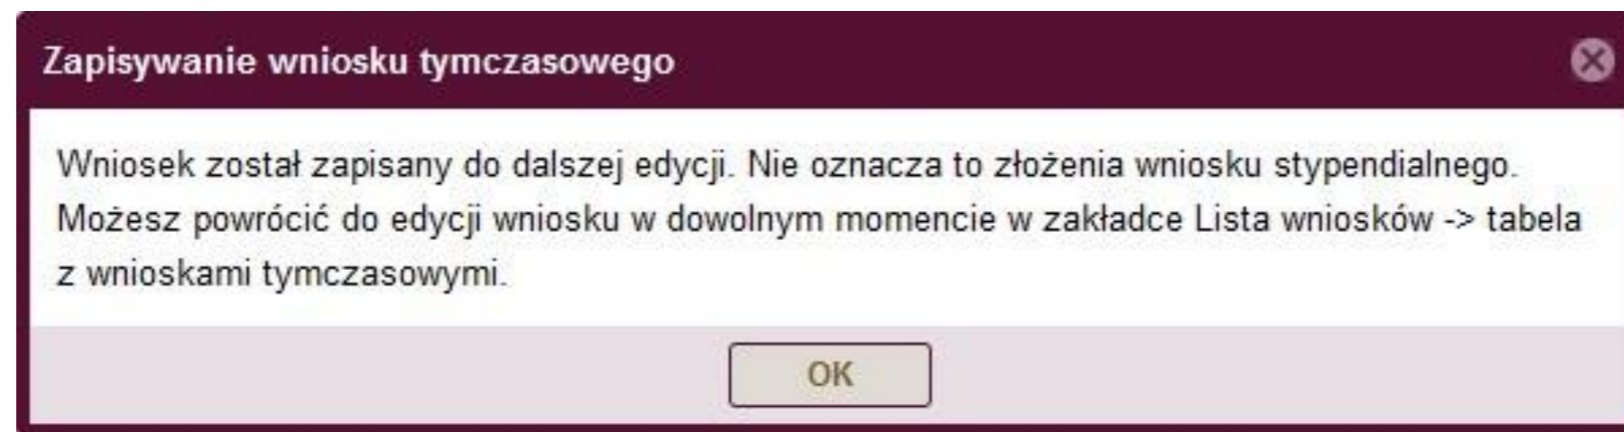 Zapisywanie wniosku tymczasowego
Wniosek został zapisany do dalszej edycji. Nie oznacza to złożenia wniosku stypendialnego.
Możesz powrócić do edycji wniosku w dowolnym momencie w zakładce Lista wniosków -> tabela
z wnioskami tymczasowymi.
OK